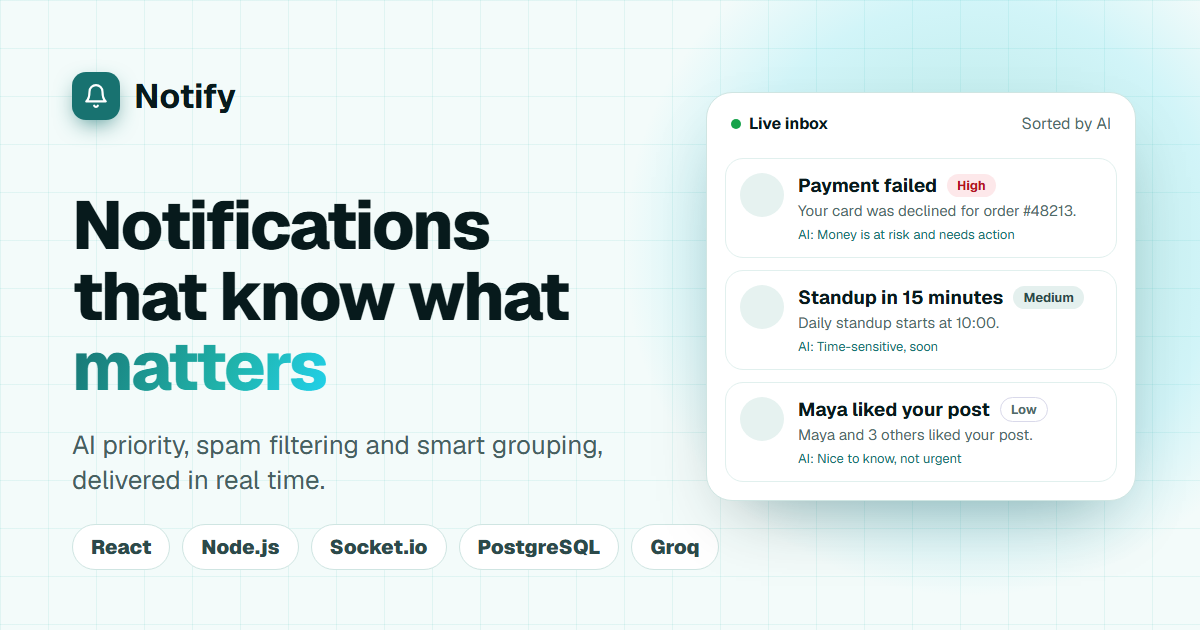 Notify
Notifications
that know what
matters
AI priority, spam filtering and smart grouping,
delivered in real time.
React
Node.js
Socket.io
PostgreSQL
Groq
Live inbox
Sorted by AI
Payment failed
High
Your card was declined for order #48213.
AI: Money is at risk and needs action
Standup in 15 minutes
Medium
Daily standup starts at 10:00.
AI: Time-sensitive, soon
Maya liked your post
Low
Maya and 3 others liked your post.
AI: Nice to know, not urgent